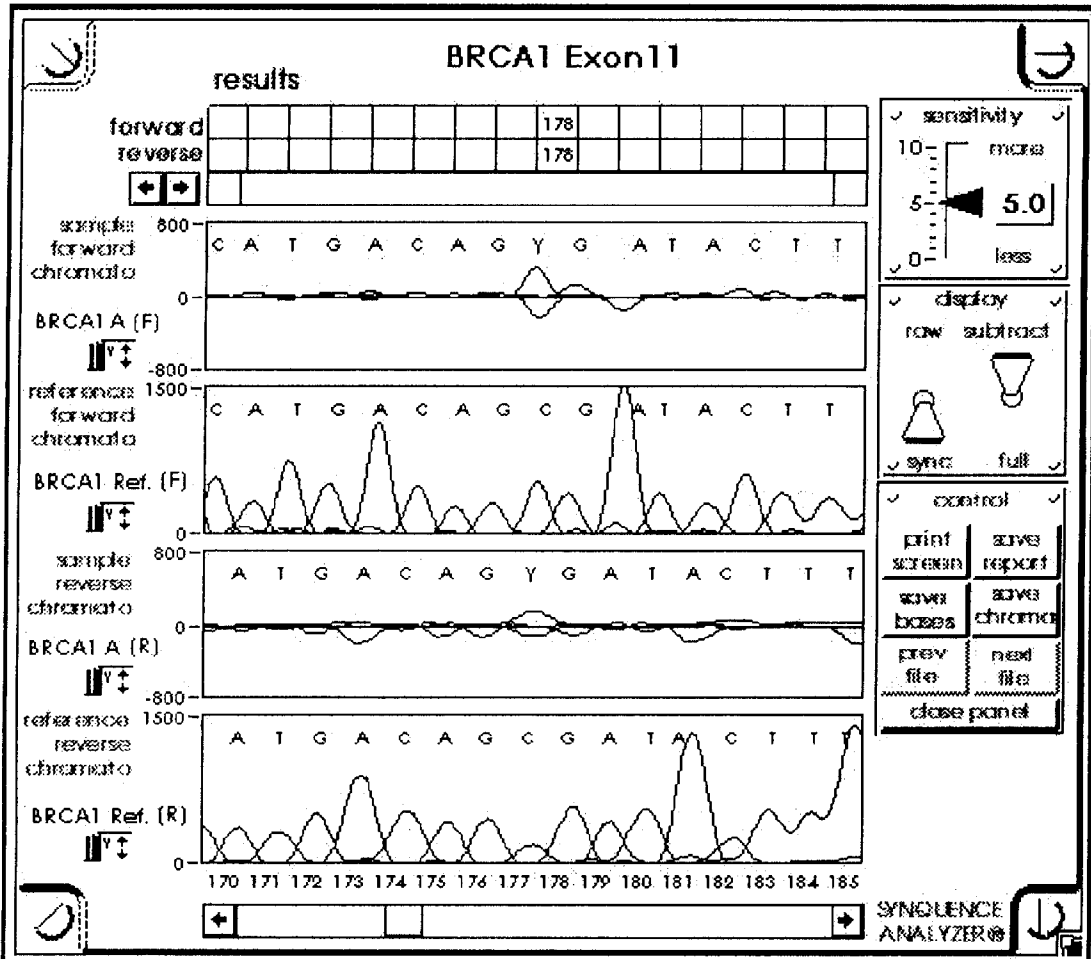 BRCA1 Exon11
results
forward 178
reverse 178
sample
forward
chromato
BRCA1 A (F)
Y
800
0
-800
C A T G A C A G Y G A T A C T T
reference
forward
chromato
BRCA1 Ref. (F)
Y
1500
0
C A T G A C A G C G A T A C T T
sample
reverse
chromato
BRCA1 A (R)
Y
800
0
-800
A T G A C A G Y G A T A C T T T
reference
reverse
chromato
BRCA1 Ref. (R)
Y
1500
0
A T G A C A G C G A T A C T T T
170 171 172 173 174 175 176 177 178 179 180 181 182 183 184 185
sensitivity
10
5
0
more
5.0
less
display
raw subtract
sync full
control
print screen
save report
save bases
save chroma
prev file
next file
close panel
SYNQUENCE
ANALYZER®